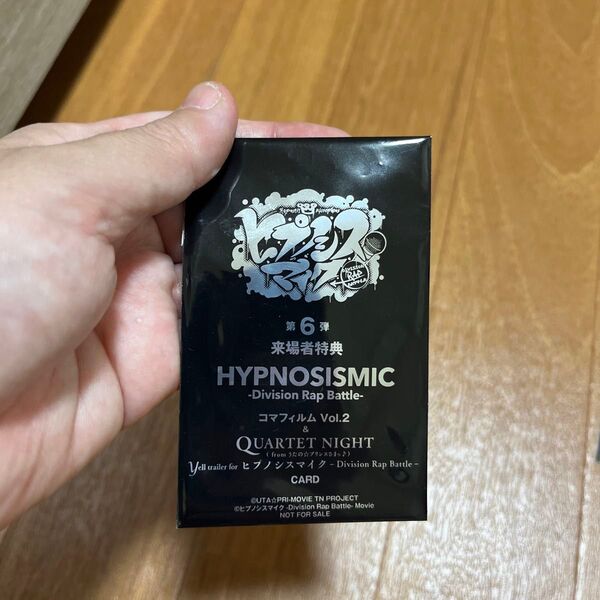 ヒプノシス
マイク
DIVISION
RAP
BATTLE
第6弾
来場者特典
HYPNOSISMIC
-Division Rap Battle-
コマフィルム Vol.2
&
QUARTET NIGHT
( from うたの☆プリンスさまっ♪ )
Yell trailer for ヒプノシスマイク - Division Rap Battle -
CARD
©UTA☆PRI-MOVIE TN PROJECT
©ヒプノシスマイク -Division Rap Battle- Movie
NOT FOR SALE